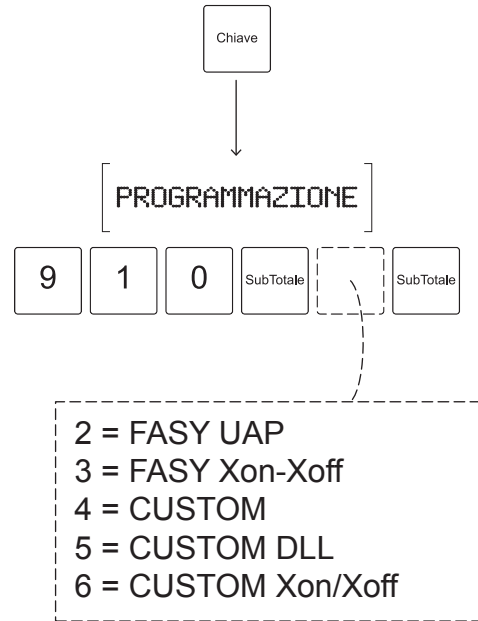 Chiave
PROGRAMMAZIONE
9 1 0 SubTotale SubTotale
2 = FASY UAP
3 = FASY Xon-Xoff
4 = CUSTOM
5 = CUSTOM DLL
6 = CUSTOM Xon/Xoff